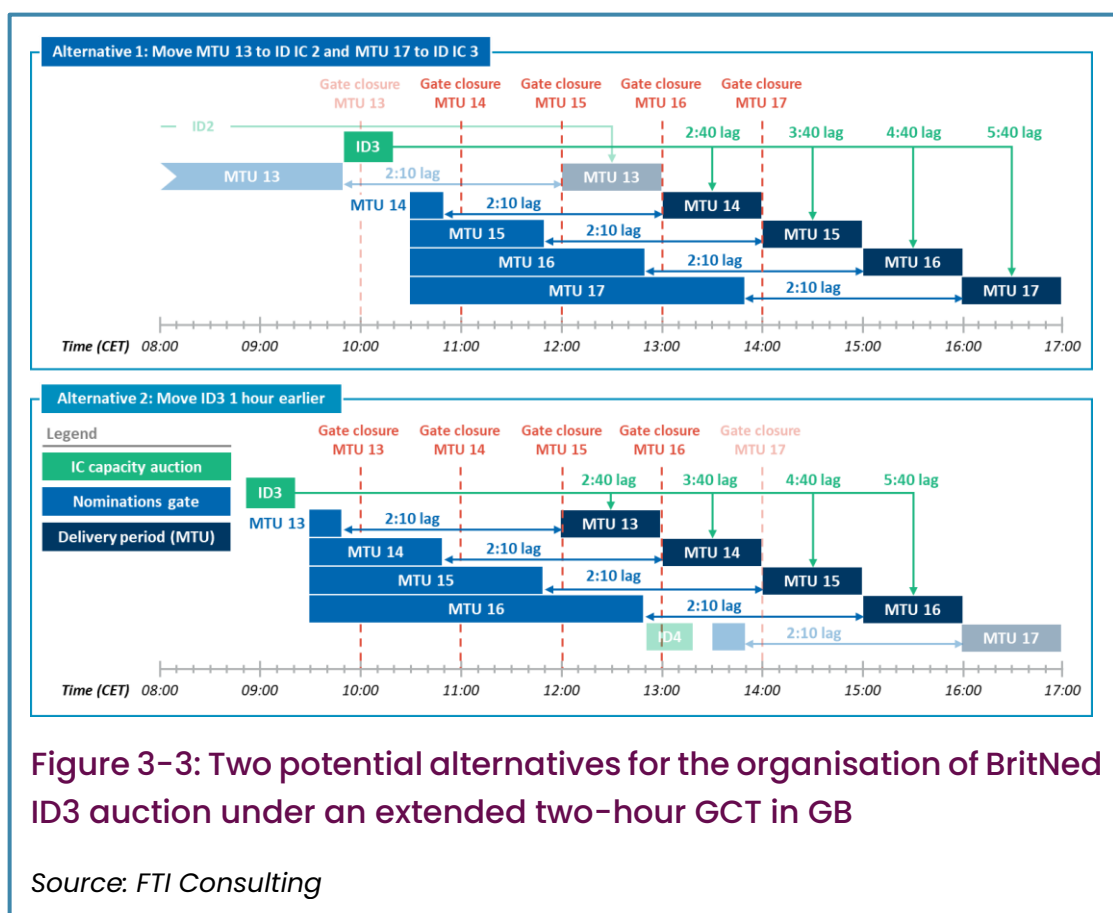 Alternative 1: Move MTU 13 to ID IC 2 and MTU 17 to ID IC 3
Gate closure Gate closure Gate closure Gate closure Gate closure
MTU 13 MTU 14 MTU 15 MTU 16 MTU 17
ID2
2:40 lag 3:40 lag 4:40 lag 5:40 lag
ID3
MTU 13 2:10 lag MTU 13
MTU 14 2:10 lag MTU 14
MTU 15 2:10 lag MTU 15
MTU 16 2:10 lag MTU 16
MTU 17 2:10 lag MTU 17
Time (CET) 08:00 09:00 10:00 11:00 12:00 13:00 14:00 15:00 16:00 17:00
Alternative 2: Move ID3 1 hour earlier
Legend
IC capacity auction
Nominations gate
Delivery period (MTU)
Gate closure Gate closure Gate closure Gate closure Gate closure
MTU 13 MTU 14 MTU 15 MTU 16 MTU 17
2:40 lag 3:40 lag 4:40 lag 5:40 lag
ID3
MTU 13 2:10 lag MTU 13
MTU 14 2:10 lag MTU 14
MTU 15 2:10 lag MTU 15
MTU 16 2:10 lag MTU 16
ID4 2:10 lag MTU 17
Time (CET) 08:00 09:00 10:00 11:00 12:00 13:00 14:00 15:00 16:00 17:00
Figure 3-3: Two potential alternatives for the organisation of BritNed
ID3 auction under an extended two-hour GCT in GB
Source: FTI Consulting